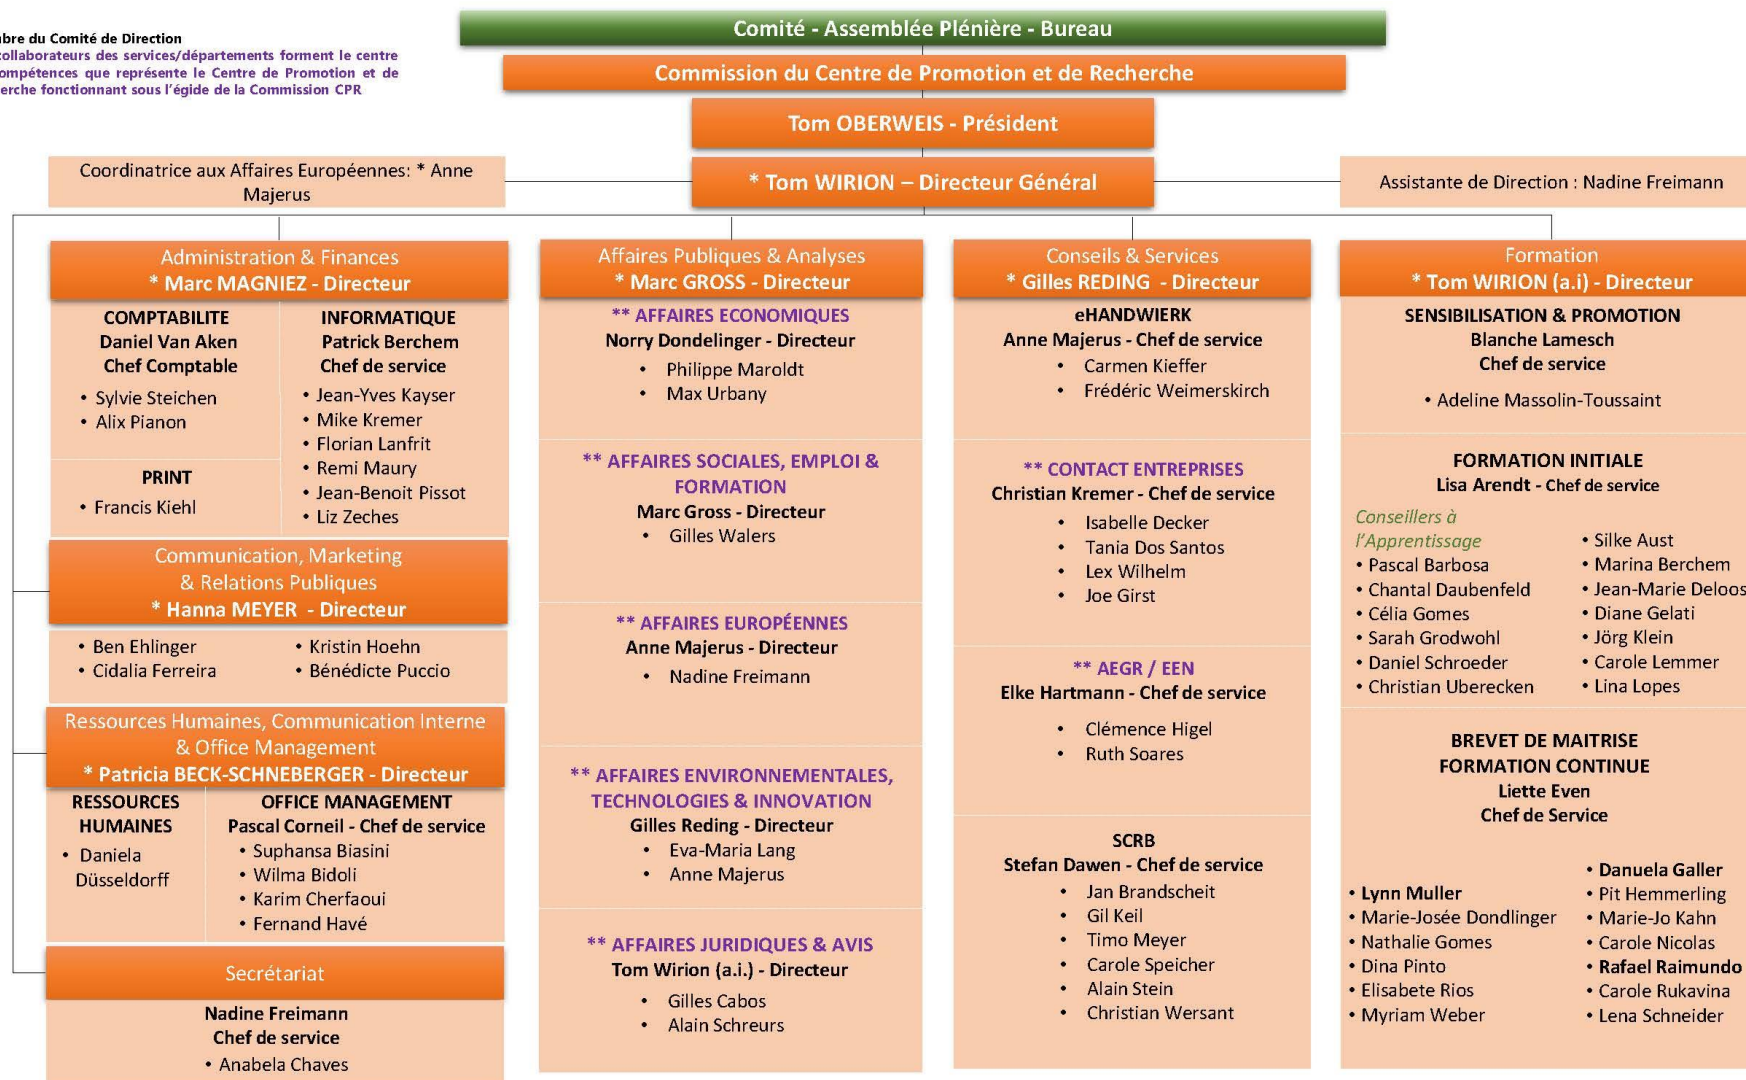 Comité - Assemblée Plénière - Bureau
bre du Comité de Direction
collaborateurs des services/départements forment le centre
compétences que représente le Centre de Promotion et de
erche fonctionnant sous l'égide de la Commission CPR
Commission du Centre de Promotion et de Recherche
Tom OBERWEIS - Président
Coordinatrice aux Affaires Européennes: * Anne
Majerus
* Tom WIRION – Directeur Général
Assistante de Direction : Nadine Freimann
Administration & Finances
* Marc MAGNIEZ - Directeur
COMPTABILITE
Daniel Van Aken
Chef Comptable
• Sylvie Steichen
• Alix Pianon
PRINT
• Francis Kiehl
INFORMATIQUE
Patrick Berchem
Chef de service
• Jean-Yves Kayser
• Mike Kremer
• Florian Lanfrit
• Remi Maury
• Jean-Benoit Pissot
• Liz Zeches
Communication, Marketing
& Relations Publiques
* Hanna MEYER - Directeur
• Ben Ehlinger
• Cidalia Ferreira
• Kristin Hoehn
• Bénédicte Puccio
Ressources Humaines, Communication Interne
& Office Management
* Patricia BECK-SCHNEBERGER - Directeur
RESSOURCES
HUMAINES
• Daniela
Düsseldorff
OFFICE MANAGEMENT
Pascal Corneil - Chef de service
• Suphansa Biasini
• Wilma Bidoli
• Karim Cherfaoui
• Fernand Havé
Secrétariat
Nadine Freimann
Chef de service
• Anabela Chaves
Affaires Publiques & Analyses
* Marc GROSS - Directeur
** AFFAIRES ECONOMIQUES
Norry Dondelinger - Directeur
• Philippe Maroldt
• Max Urbany
** AFFAIRES SOCIALES, EMPLOI &
FORMATION
Marc Gross - Directeur
• Gilles Walers
** AFFAIRES EUROPÉENNES
Anne Majerus - Directeur
• Nadine Freimann
** AFFAIRES ENVIRONNEMENTALES,
TECHNOLOGIES & INNOVATION
Gilles Reding - Directeur
• Eva-Maria Lang
• Anne Majerus
** AFFAIRES JURIDIQUES & AVIS
Tom Wirion (a.i.) - Directeur
• Gilles Cabos
• Alain Schreurs
Conseils & Services
* Gilles REDING - Directeur
eHANDWIERK
Anne Majerus - Chef de service
• Carmen Kieffer
• Frédéric Weimerskirch
** CONTACT ENTREPRISES
Christian Kremer - Chef de service
• Isabelle Decker
• Tania Dos Santos
• Lex Wilhelm
• Joe Girst
** AEGR / EEN
Elke Hartmann - Chef de service
• Clémence Higel
• Ruth Soares
SCRB
Stefan Dawen - Chef de service
• Jan Brandscheit
• Gil Keil
• Timo Meyer
• Carole Speicher
• Alain Stein
• Christian Wersant
Formation
* Tom WIRION (a.i) - Directeur
SENSIBILISATION & PROMOTION
Blanche Lamesch
Chef de service
• Adeline Massolin-Toussaint
FORMATION INITIALE
Lisa Arendt - Chef de service
Conseillers à
l'Apprentissage
• Pascal Barbosa
• Chantal Daubenfeld
• Célia Gomes
• Sarah Grodwohl
• Daniel Schroeder
• Christian Uberecken
• Silke Aust
• Marina Berchem
• Jean-Marie Deloos
• Diane Gelati
• Jörg Klein
• Carole Lemmer
• Lina Lopes
BREVET DE MAITRISE
FORMATION CONTINUE
Liette Even
Chef de Service
• Lynn Muller
• Marie-Josée Dondlinger
• Nathalie Gomes
• Dina Pinto
• Elisabete Rios
• Myriam Weber
• Danuela Galler
• Pit Hemmerling
• Marie-Jo Kahn
• Carole Nicolas
• Rafael Raimundo
• Carole Rukavina
• Lena Schneider